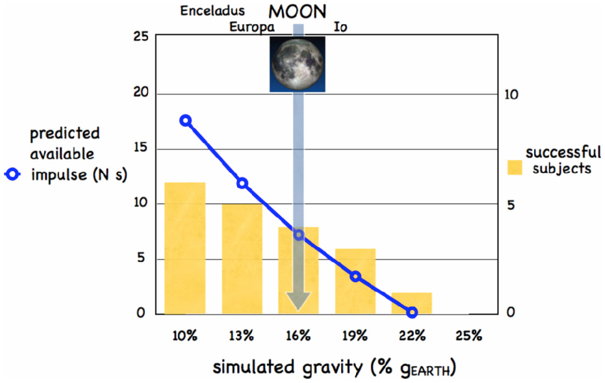 Enceladus MOON
Europa Io
25
20
15
10
5
0
10
5
0
predicted
available
impulse (N s)
successful
subjects
10% 13% 16% 19% 22% 25%
simulated gravity (% gEARTH)